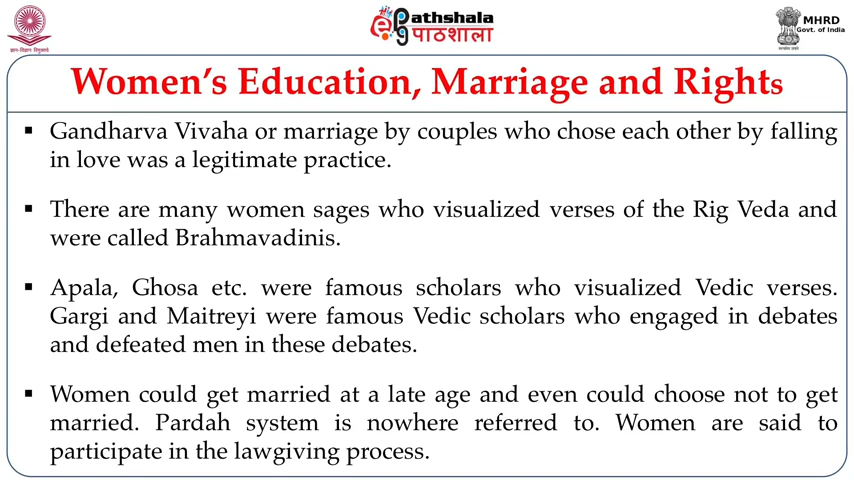 ज्ञान-विज्ञान विमुक्तये
ePathshala
पाठशाला
MHRD
Govt. of India
सत्यमेव जयते
Women's Education, Marriage and Rights
▪ Gandharva Vivaha or marriage by couples who chose each other by falling
in love was a legitimate practice.
▪ There are many women sages who visualized verses of the Rig Veda and
were called Brahmavadinis.
▪ Apala, Ghosa etc. were famous scholars who visualized Vedic verses.
Gargi and Maitreyi were famous Vedic scholars who engaged in debates
and defeated men in these debates.
▪ Women could get married at a late age and even could choose not to get
married. Pardah system is nowhere referred to. Women are said to
participate in the lawgiving process.